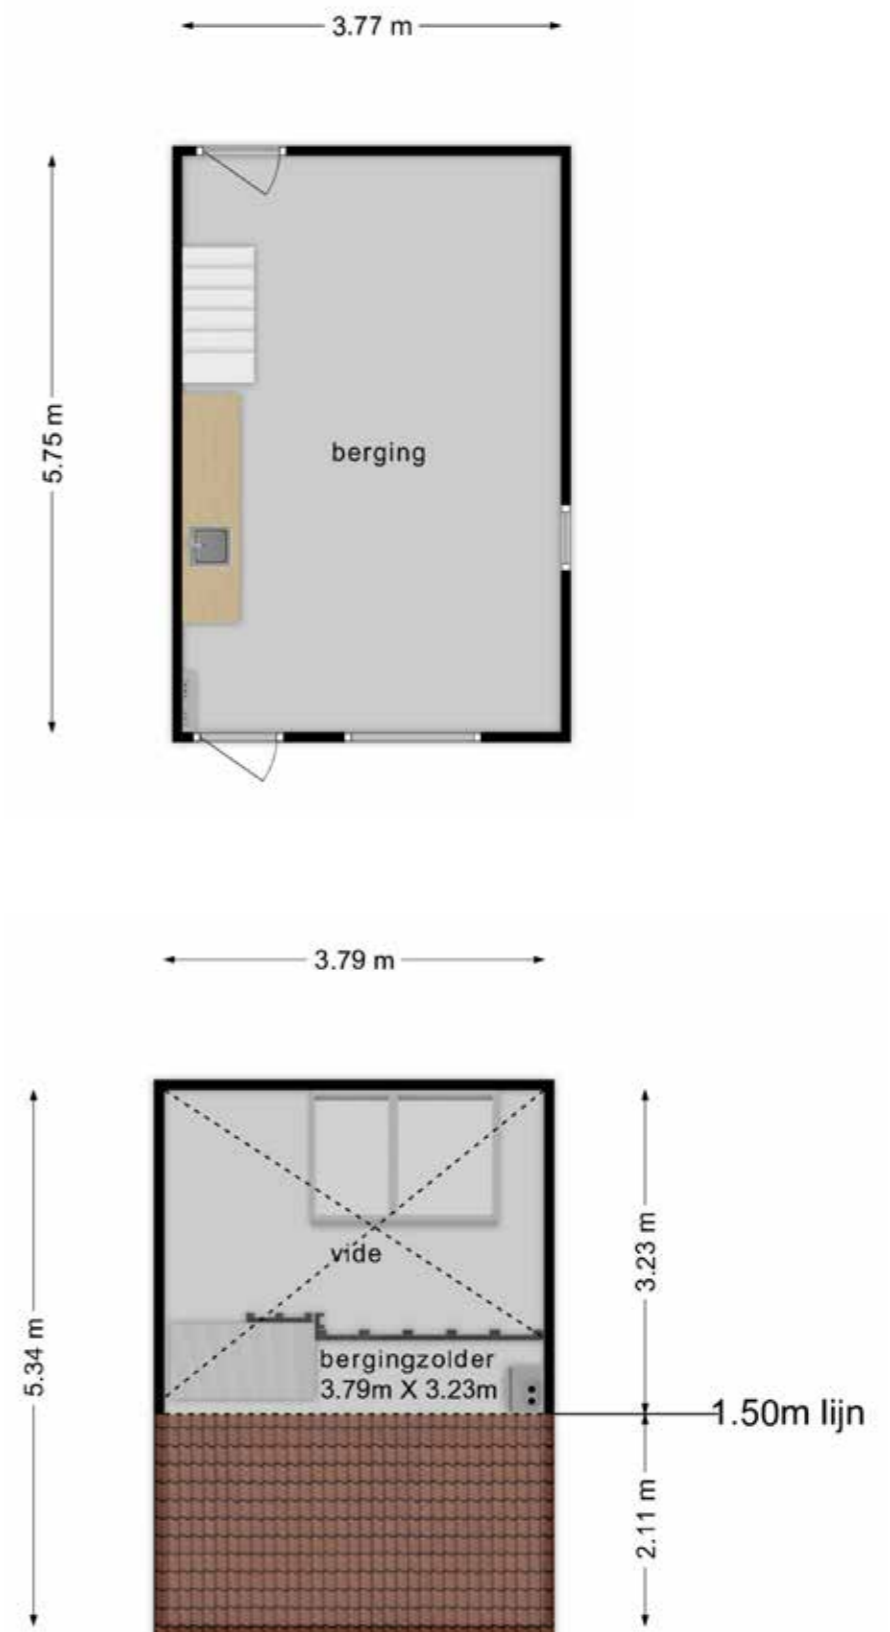 3.77 m
5.75 m
berging
3.79 m
5.34 m
vide
3.23 m
bergingzolder
3.79m X 3.23m
1.50m lijn
2.11 m